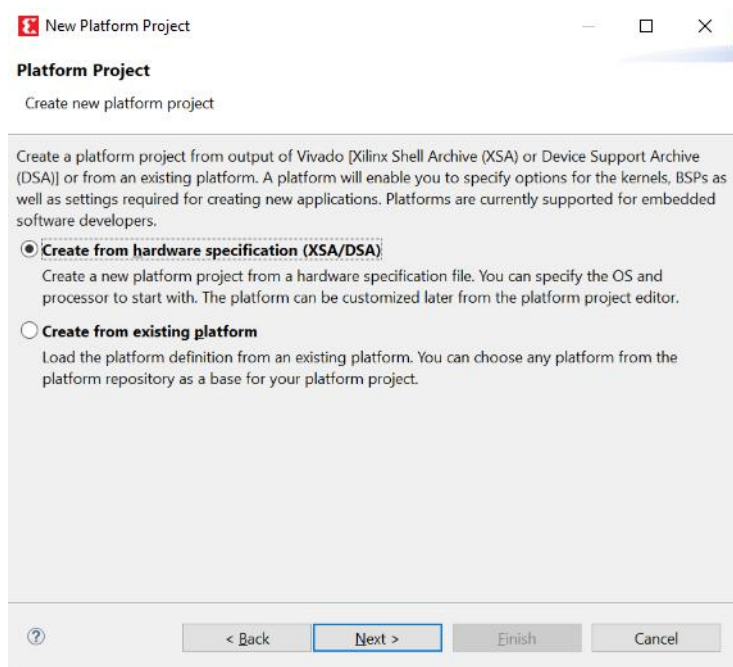 New Platform Project
Platform Project
Create new platform project
Create a platform project from output of Vivado [Xilinx Shell Archive (XSA) or Device Support Archive
(DSA)] or from an existing platform. A platform will enable you to specify options for the kernels, BSPs as
well as settings required for creating new applications. Platforms are currently supported for embedded
software developers.
Create from hardware specification (XSA/DSA)
Create a new platform project from a hardware specification file. You can specify the OS and
processor to start with. The platform can be customized later from the platform project editor.
Create from existing platform
Load the platform definition from an existing platform. You can choose any platform from the
platform repository as a base for your platform project.
? < Back Next > Finish Cancel